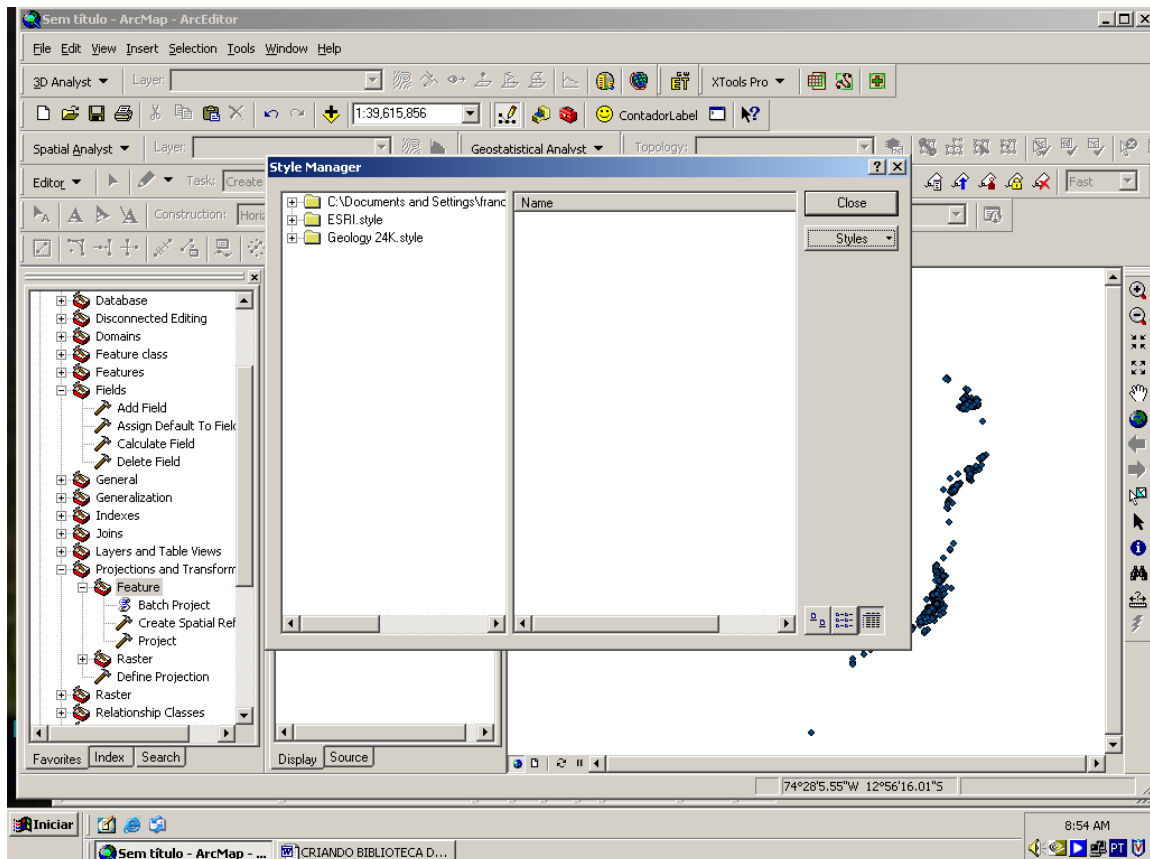 Sem título - ArcMap - ArcEditor
File Edit View Insert Selection Tools Window Help
3D Analyst Layer: XTools Pro
1:39,615,856 ContadorLabel
Spatial Analyst Layer: Geostatistical Analyst Topology:
Editor Task: Create Fast
Construction: Horiz
Style Manager
C:\Documents and Settings\franc
ESRI.style
Geology 24K.style
Name
Close
Styles
Database
Disconnected Editing
Domains
Feature class
Features
Fields
Add Field
Assign Default To Field
Calculate Field
Delete Field
General
Generalization
Indexes
Joins
Layers and Table Views
Projections and Transform
Feature
Batch Project
Create Spatial Ref
Project
Raster
Define Projection
Raster
Relationship Classes
Favorites Index Search
Display Source
74°28'5.55"W 12°56'16.01"S
Iniciar
8:54 AM
Sem título - ArcMap - ...
CRIANDO BIBLIOTECA D...
PT